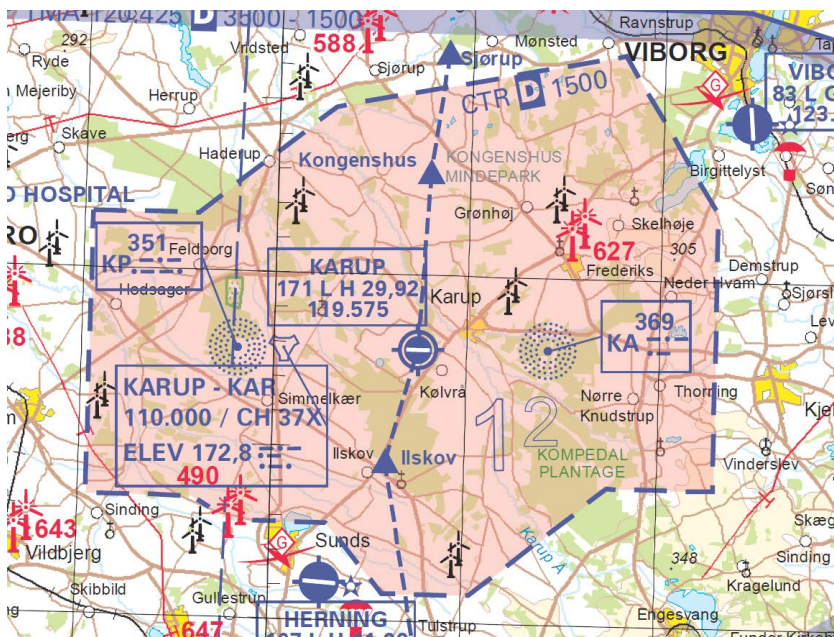 TMA 120.425 D 3500 - 1500
292
Ryde
Vridsted
588
Sjørup
Sjørup
Mønsted
Ravnstrup
VIBORG
Mejeriby
Herrup
CTR D 1500
G
83 L
123.
Skave
Haderup
Kongenshus
KONGENSHUS
MINDEPARK
Birgittelyst
HOSPITAL
Grønhøj
Skelhøje
351
KP
Feldborg
627
305
KARUP
171 L H 29,92
119.575
Karup
Frederiks
Demstrup
Hodsager
Neder Hvam
369
KA
KARUP - KAR
110.000 / CH 37X
ELEV 172,8
Simmelkær
Kølvrå
Nørre
Knudstrup
Thorning
12
490
Ilskov
Ilskov
KOMPEDAL
PLANTAGE
Vinderslev
643
Sinding
Vildbjerg
G
Sunds
Karup Å
348
Sinding
Skibbild
Kragelund
Gullestrup
647
HERNING
Tulstrup
Engesvang